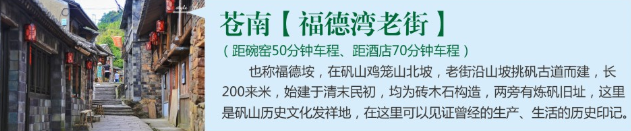 苍南【福德湾老街】
（距碗窑50分钟车程、距酒店70分钟车程）
也称福德垵，在矾山鸡笼山北坡，老街沿山坡挑矾古道而建，长
200来米，始建于清末民初，均为砖木石构造，两旁有炼矾旧址，这里
是矾山历史文化发祥地，在这里可以见证曾经的生产、生活的历史印记。